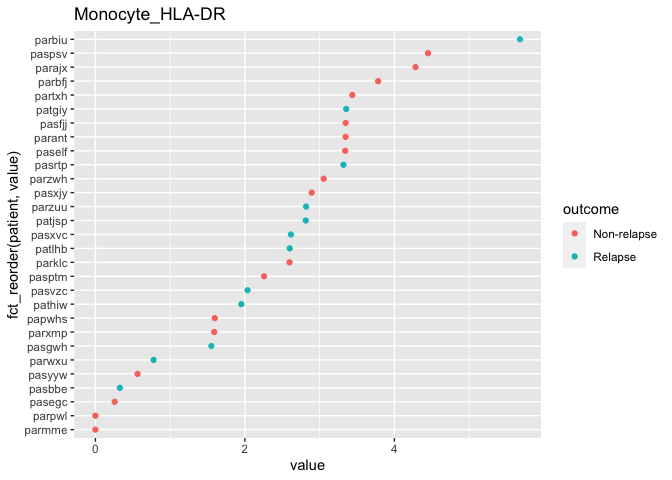 Monocyte_HLA-DR
fct_reorder(patient, value)
parbiu
paspsv
parajx
parbfj
partxh
patgiy
pasfjj
parant
paself
pasrtp
parzwh
pasxjy
parzuu
patjsp
pasxvc
patlhb
parklc
pasptm
pasvzc
pathiw
papwhs
parxmp
pasgwh
parwxu
pasyyw
pasbbe
pasegc
parpwl
parmme
0 2 4
value
outcome
Non-relapse
Relapse